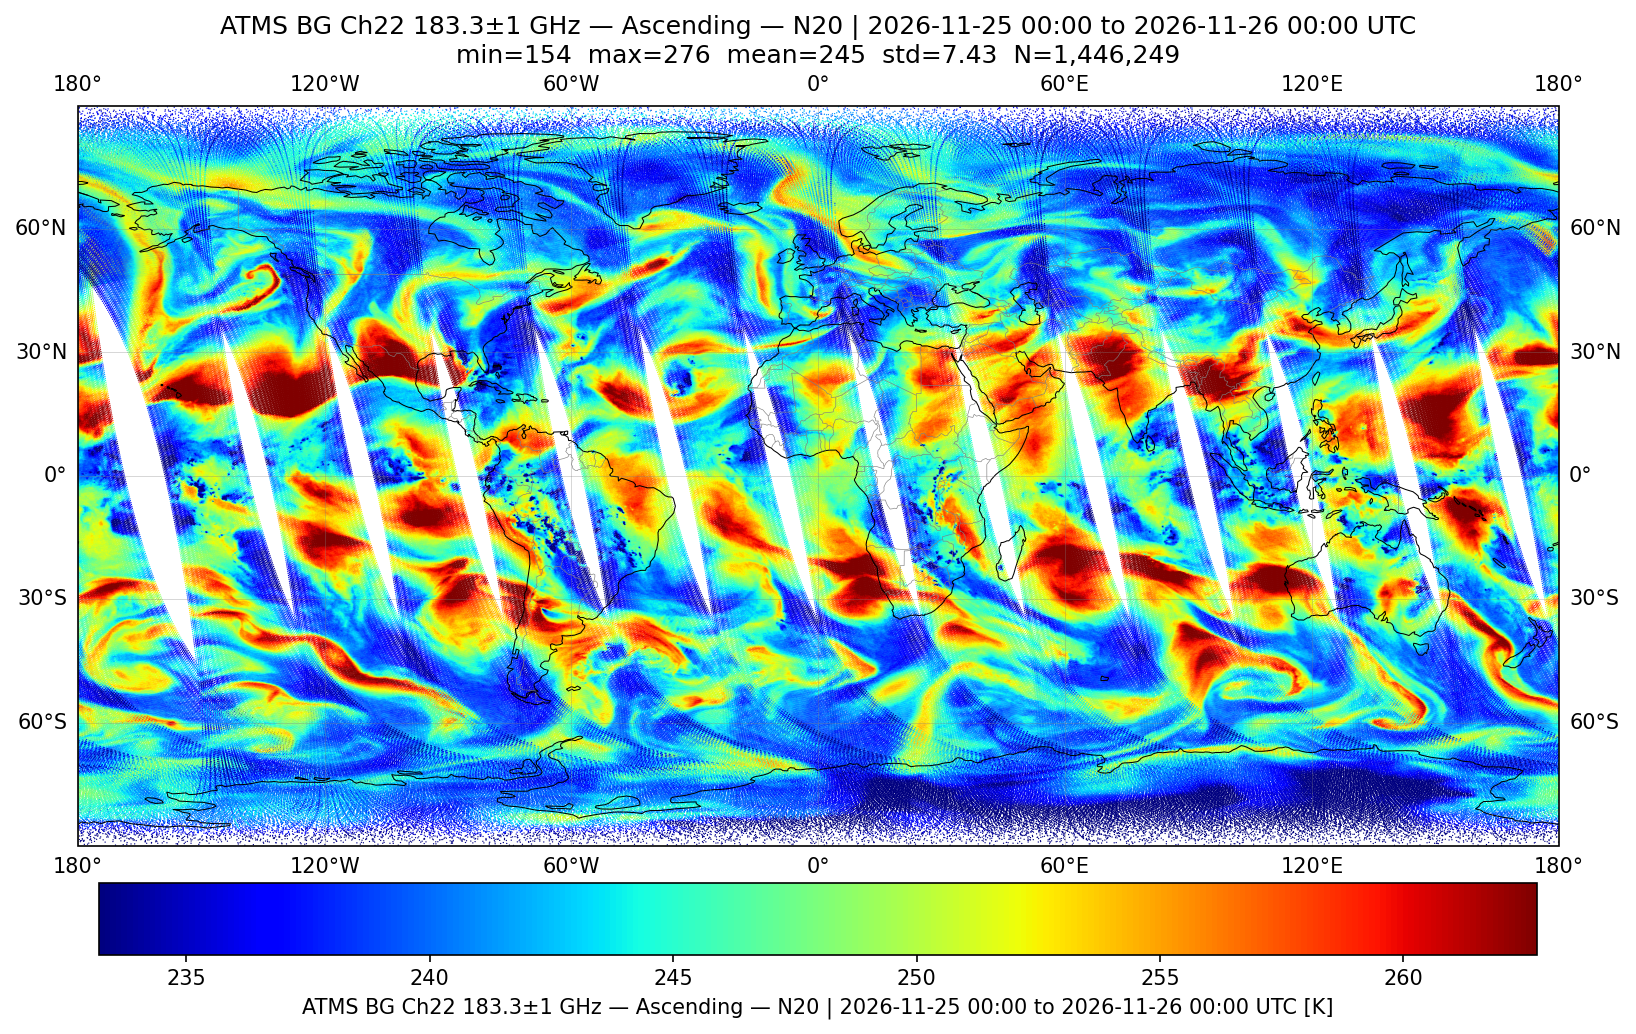 ATMS BG Ch22 183.3±1 GHz — Ascending — N20 | 2026-11-25 00:00 to 2026-11-26 00:00 UTC
min=154 max=276 mean=245 std=7.43 N=1,446,249
180° 120°W 60°W 0° 60°E 120°E 180°
60°N 60°N
30°N 30°N
0° 0°
30°S 30°S
60°S 60°S
180° 120°W 60°W 0° 60°E 120°E 180°
235 240 245 250 255 260
ATMS BG Ch22 183.3±1 GHz — Ascending — N20 | 2026-11-25 00:00 to 2026-11-26 00:00 UTC [K]